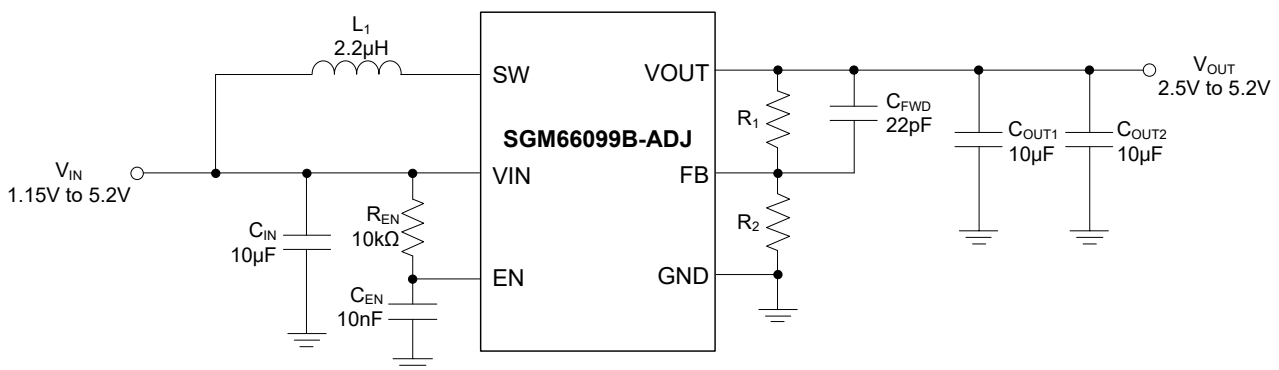 L1
2.2µH
SW
VOUT
VOUT
2.5V to 5.2V
R1
CFWD
22pF
COUT1
10µF
COUT2
10µF
SGM66099B-ADJ
VIN
1.15V to 5.2V
VIN
FB
CIN
10µF
REN
10kΩ
R2
EN
GND
CEN
10nF